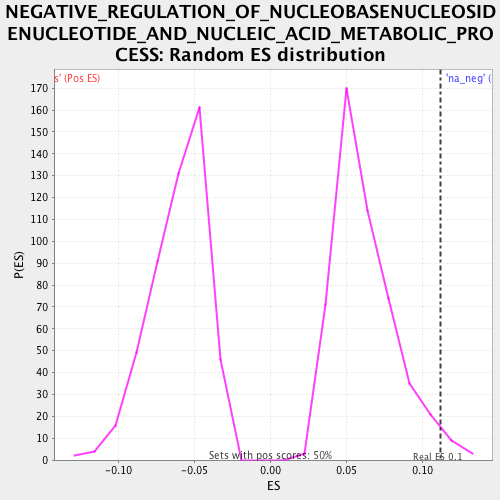 NEGATIVE_REGULATION_OF_NUCLEOBASENUCLEOSID
ENUCLEOTIDE_AND_NUCLEIC_ACID_METABOLIC_PRO
CESS: Random ES distribution
s' (Pos ES)
'na_neg' (
170
160
150
140
130
120
110
100
90
80
70
60
50
40
30
20
10
0
P(ES)
Sets with pos scores: 50%
Real ES 0.1
-0.10
-0.05
0.00
0.05
0.10
ES